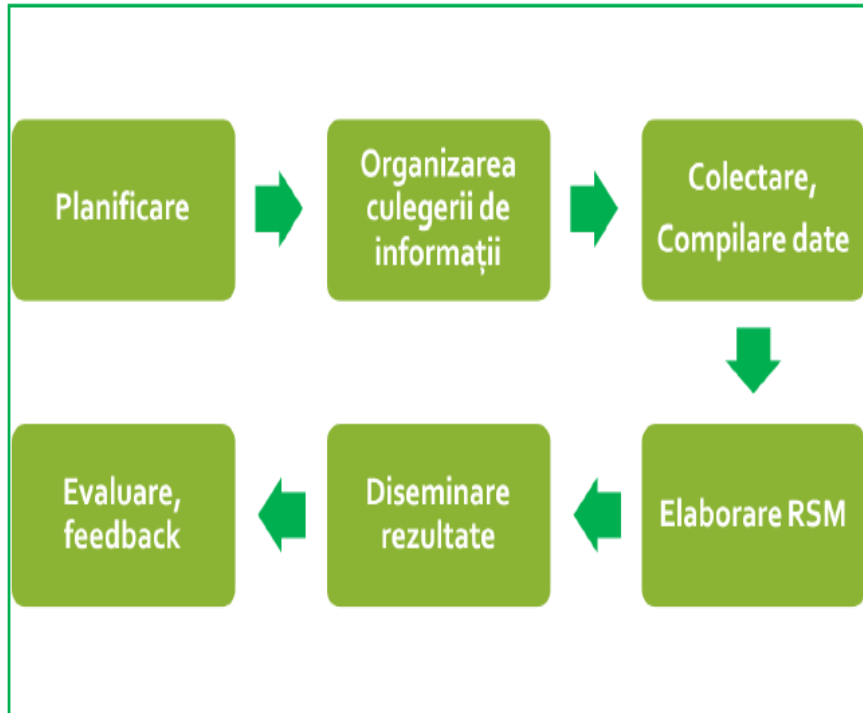 Planificare
Organizarea
culegerii de
informații
Colectare,
Compilare date
Elaborare RSM
Diseminare
rezultate
Evaluare,
feedback